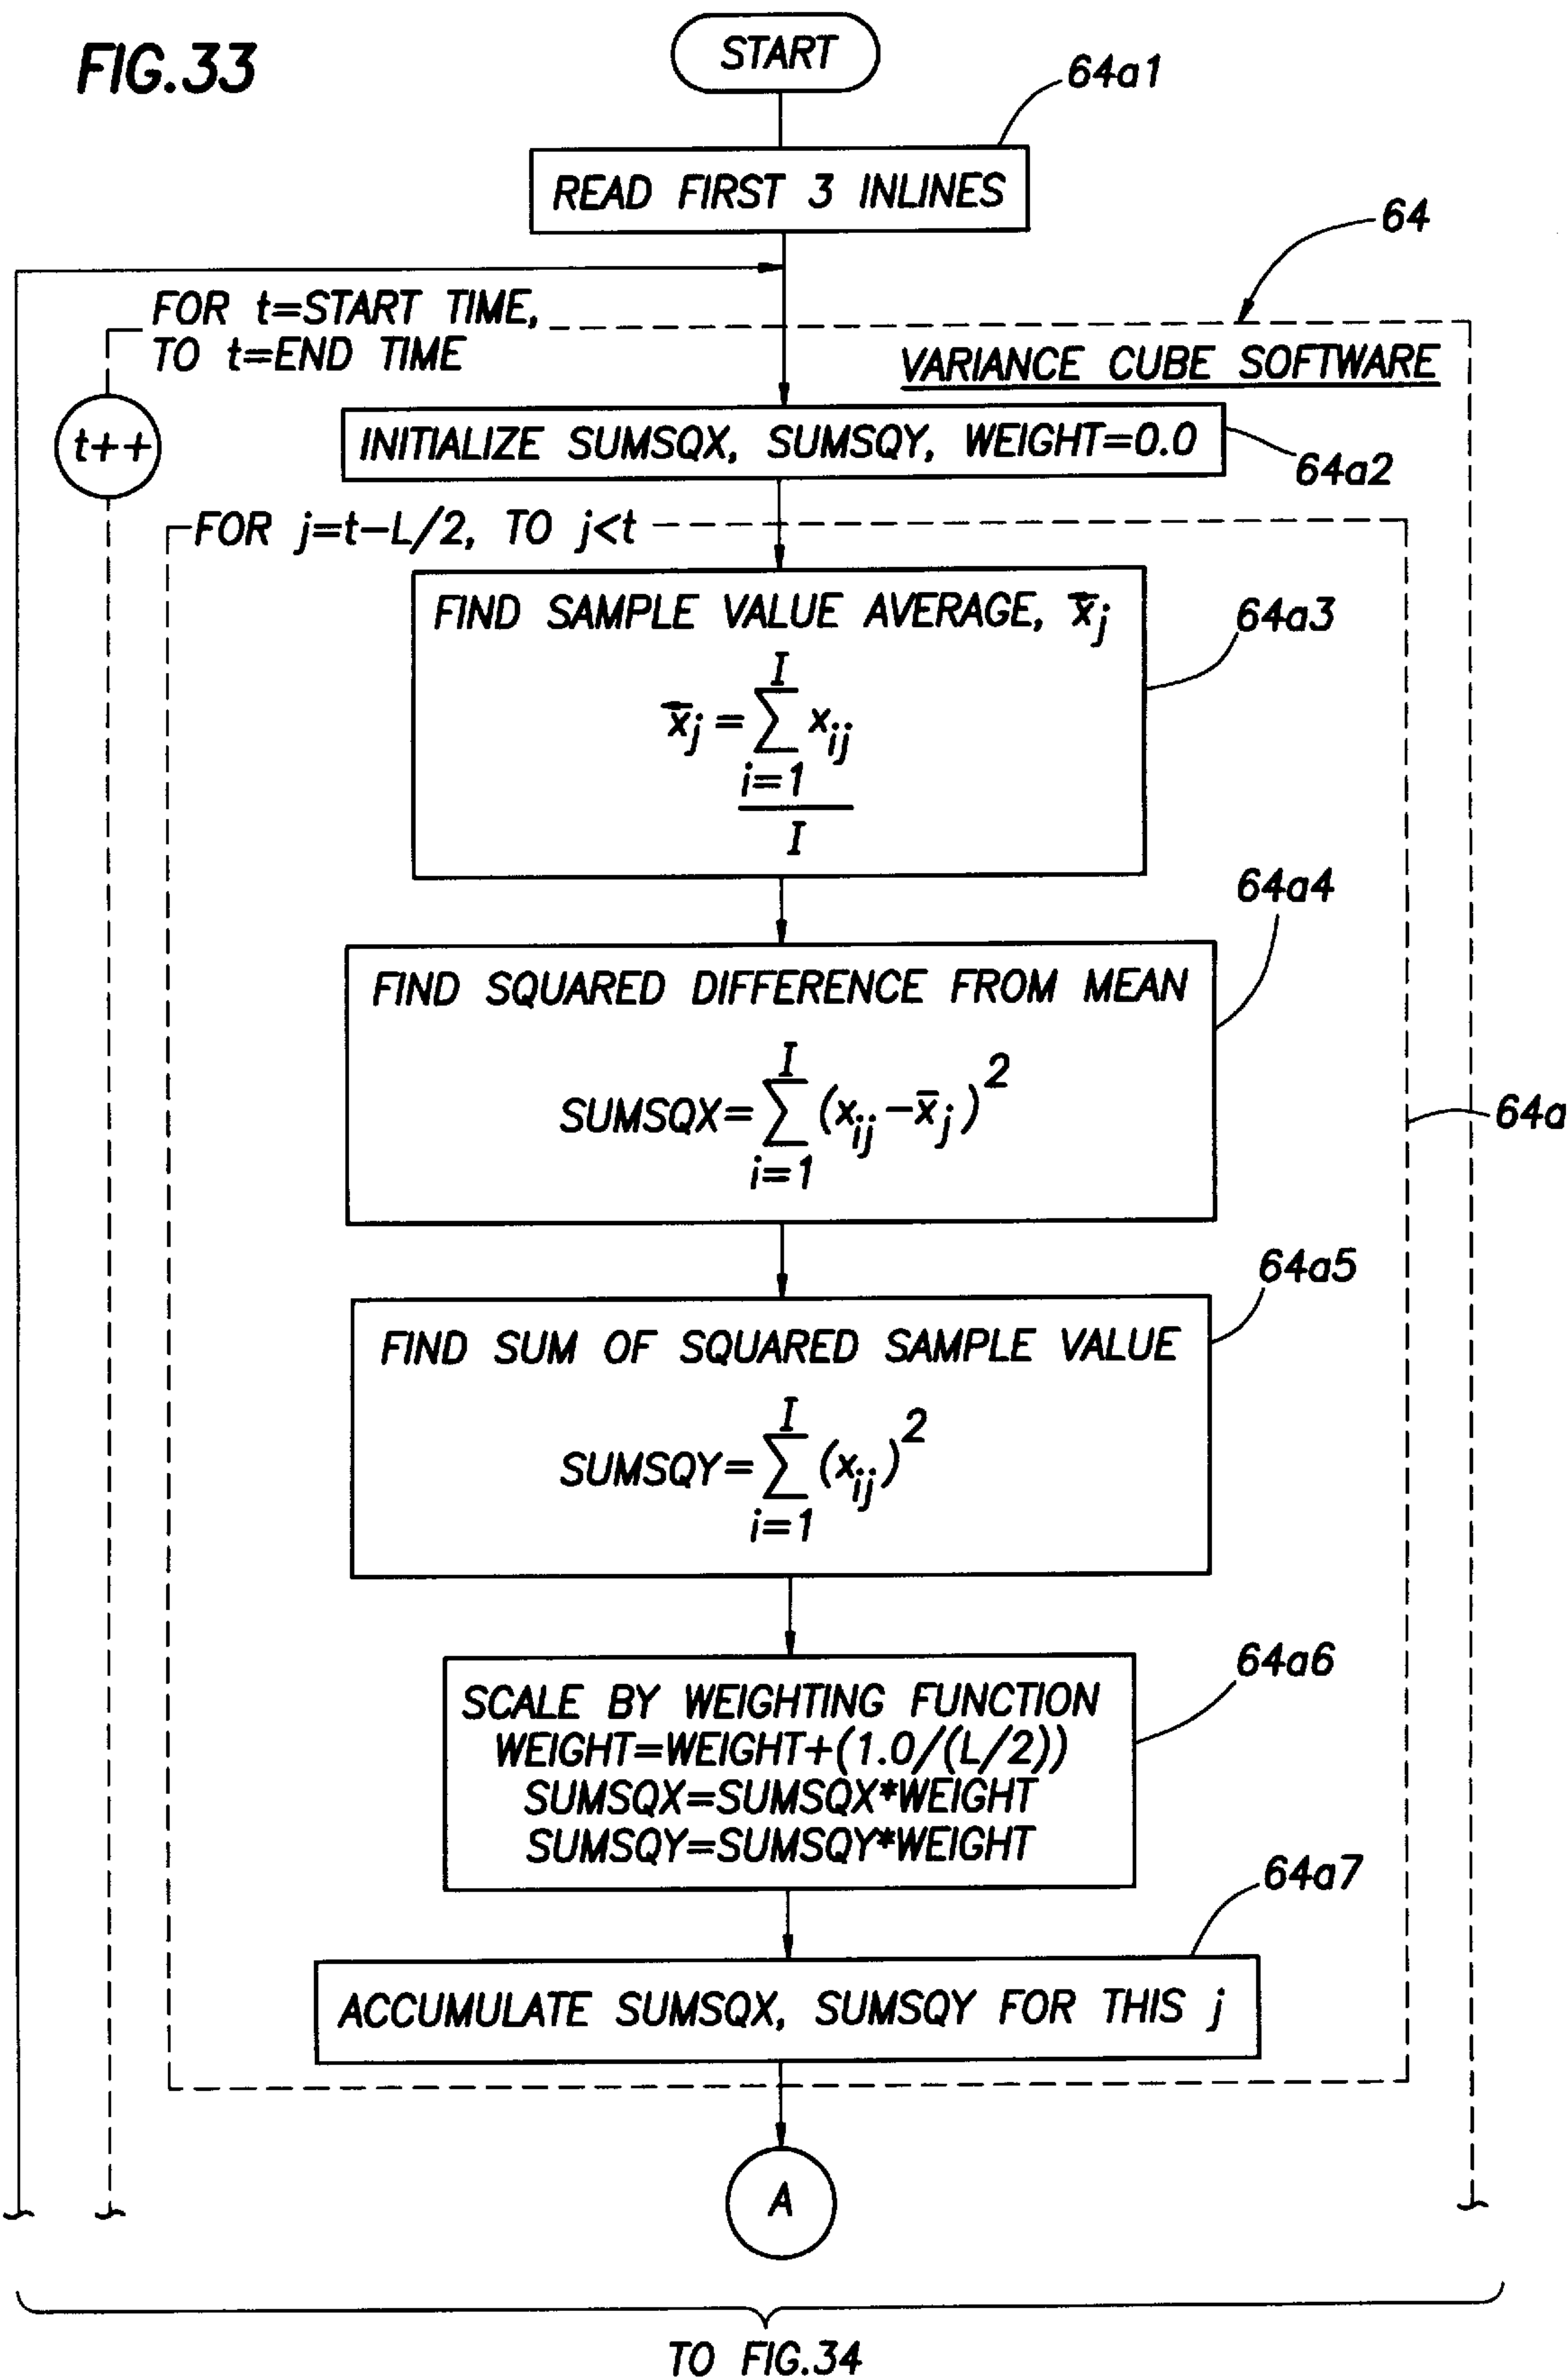 FIG.33
START
64a1
READ FIRST 3 INLINES
64
FOR t=START TIME,
TO t=END TIME
VARIANCE CUBE SOFTWARE
t++
INITIALIZE SUMSQX, SUMSQY, WEIGHT=0.0
64a2
FOR j=t-L/2, TO j<t
FIND SAMPLE VALUE AVERAGE, x̄j
64a3
I
x̄j = ∑ xij
i=1
I
64a4
FIND SQUARED DIFFERENCE FROM MEAN
I
SUMSQX= ∑ (xij -x̄j)2
i=1
64a
64a5
FIND SUM OF SQUARED SAMPLE VALUE
I
SUMSQY= ∑ (xij)2
i=1
64a6
SCALE BY WEIGHTING FUNCTION
WEIGHT=WEIGHT+(1.0/(L/2))
SUMSQX=SUMSQX*WEIGHT
SUMSQY=SUMSQY*WEIGHT
64a7
ACCUMULATE SUMSQX, SUMSQY FOR THIS j
A
TO FIG.34